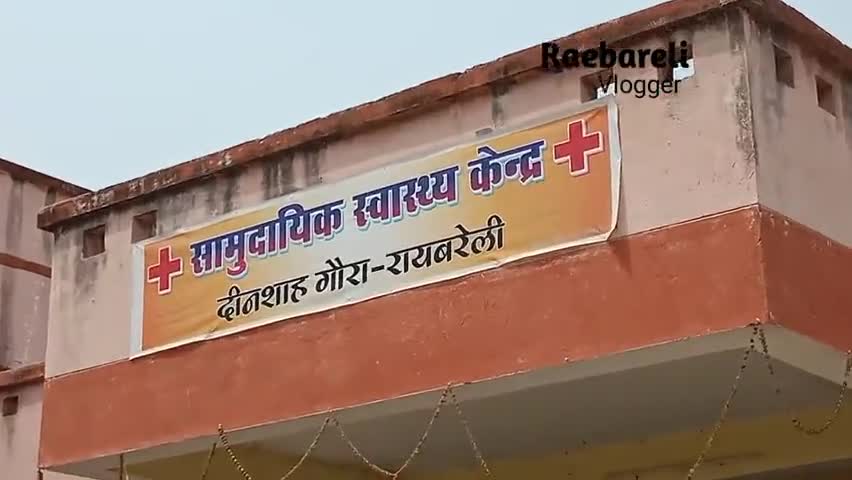 Raebareli
Vlogger
सामुदायिक स्वास्थ्य केन्द्र
दीनशाह गौरा-रायबरेली